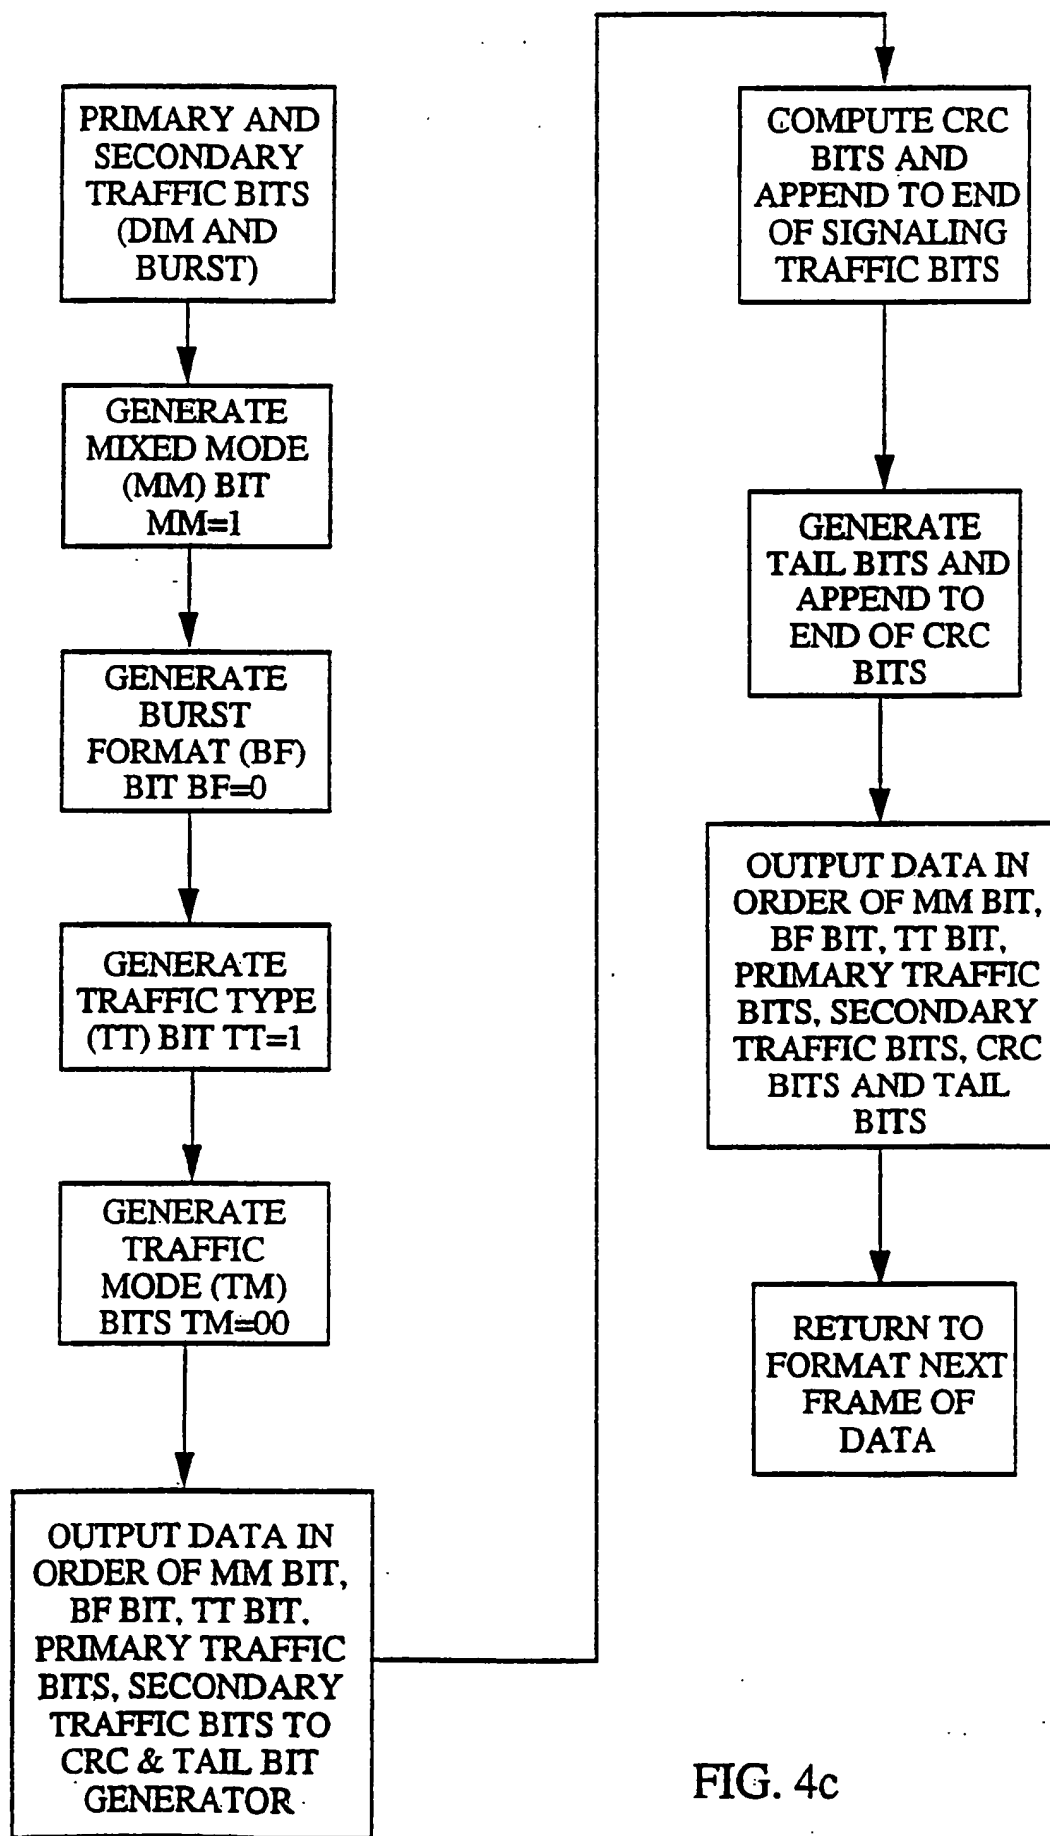 PRIMARY AND
SECONDARY
TRAFFIC BITS
(DIM AND
BURST)
GENERATE
MIXED MODE
(MM) BIT
MM=1
GENERATE
BURST
FORMAT (BF)
BIT BF=0
GENERATE
TRAFFIC TYPE
(TT) BIT TT=1
GENERATE
TRAFFIC
MODE (TM)
BITS TM=00
OUTPUT DATA IN
ORDER OF MM BIT,
BF BIT, TT BIT,
PRIMARY TRAFFIC
BITS, SECONDARY
TRAFFIC BITS TO
CRC & TAIL BIT
GENERATOR
COMPUTE CRC
BITS AND
APPEND TO END
OF SIGNALING
TRAFFIC BITS
GENERATE
TAIL BITS AND
APPEND TO
END OF CRC
BITS
OUTPUT DATA IN
ORDER OF MM BIT,
BF BIT, TT BIT,
PRIMARY TRAFFIC
BITS, SECONDARY
TRAFFIC BITS, CRC
BITS AND TAIL
BITS
RETURN TO
FORMAT NEXT
FRAME OF
DATA
FIG. 4c